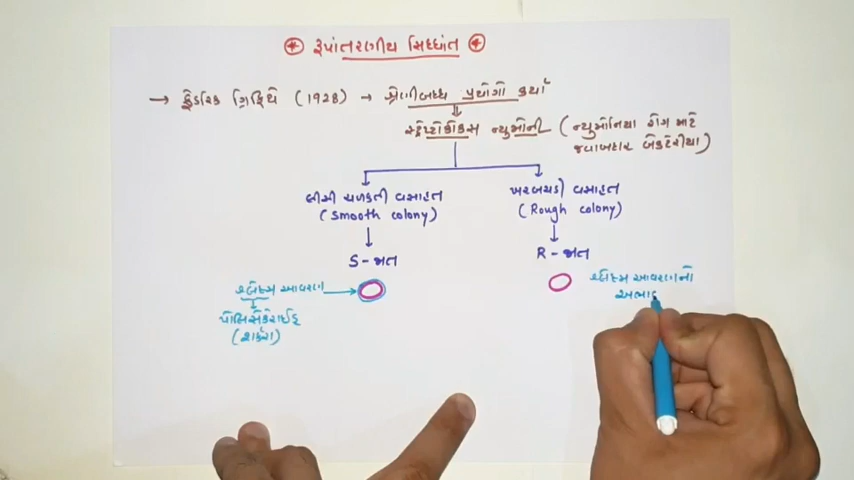 * રૂપાંતરણીય સિદ્ધાંત *
→ ફ્રેડરિક ગ્રિફિથે (1928) → શ્રેણીબધ્ધ પ્રયોગો કર્યાં
સ્ટ્રેપ્ટોકોકસ ન્યુમોની (ન્યુમોનિયા રોગ માટે
જવાબદાર બેક્ટેરીયા)
લીસી ચળકતી વસાહત
(Smooth colony)
S-જાત
શ્લેષ્મ આવરણ
પોલિસેકેરાઈડ
(શર્કરા)
ખરબચડી વસાહત
(Rough colony)
R-જાત
શ્લેષ્મ આવરણનો
અભાવ